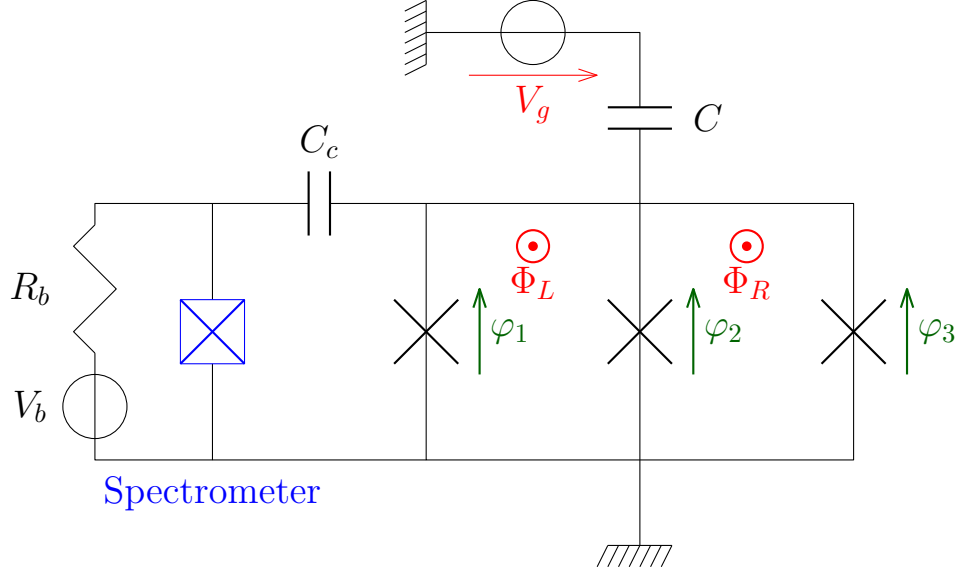 V_g
C
C_c
R_b
Φ_L
Φ_R
φ_1
φ_2
φ_3
V_b
Spectrometer